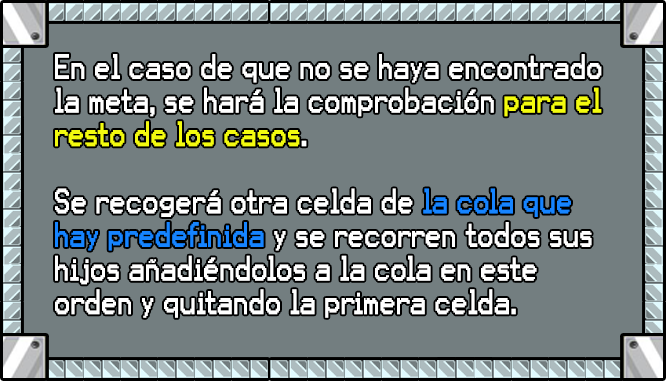 En el caso de que no se haya encontrado
la meta, se hará la comprobación para el
resto de los casos.
Se recogerá otra celda de la cola que
hay predefinida y se recorren todos sus
hijos añadiéndolos a la cola en este
orden y quitando la primera celda.